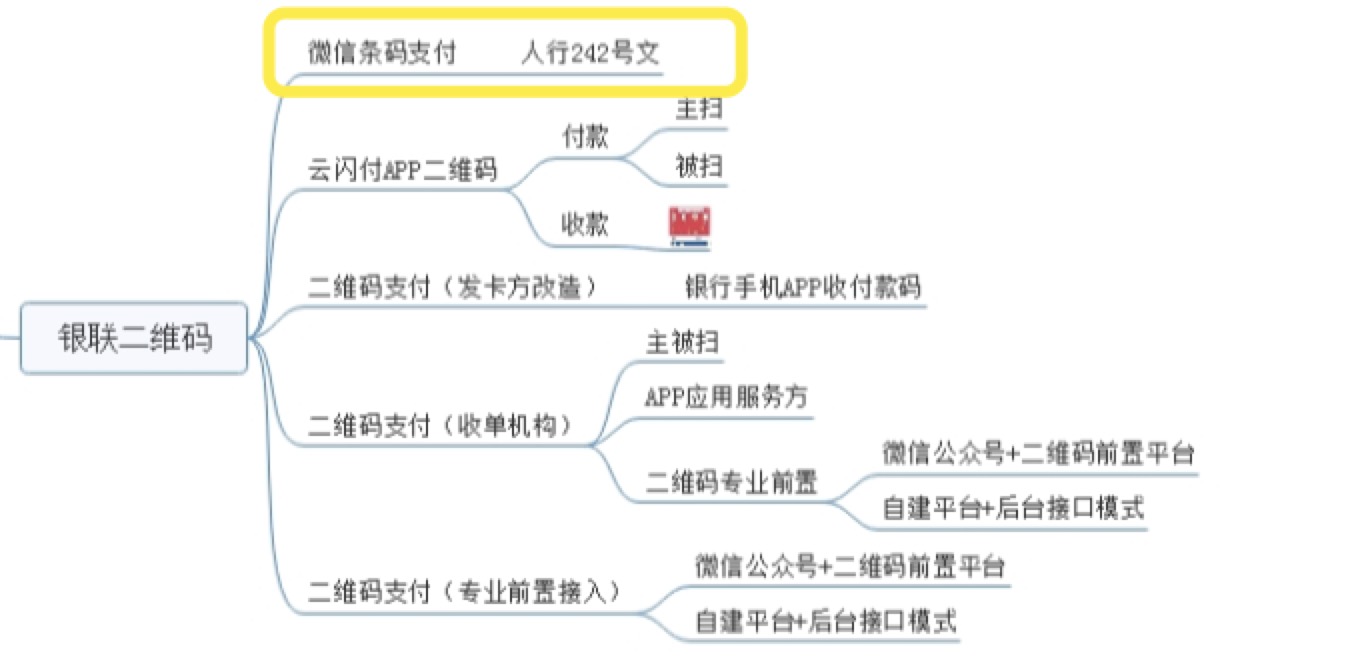 微信条码支付 人行242号文
主扫
付款
云闪付APP二维码
被扫
收款
二维码支付（发卡方改造） 银行手机APP收付款码
银联二维码
主被扫
APP应用服务方
二维码支付（收单机构）
微信公众号+二维码前置平台
二维码专业前置
自建平台+后台接口模式
微信公众号+二维码前置平台
二维码支付（专业前置接入）
自建平台+后台接口模式